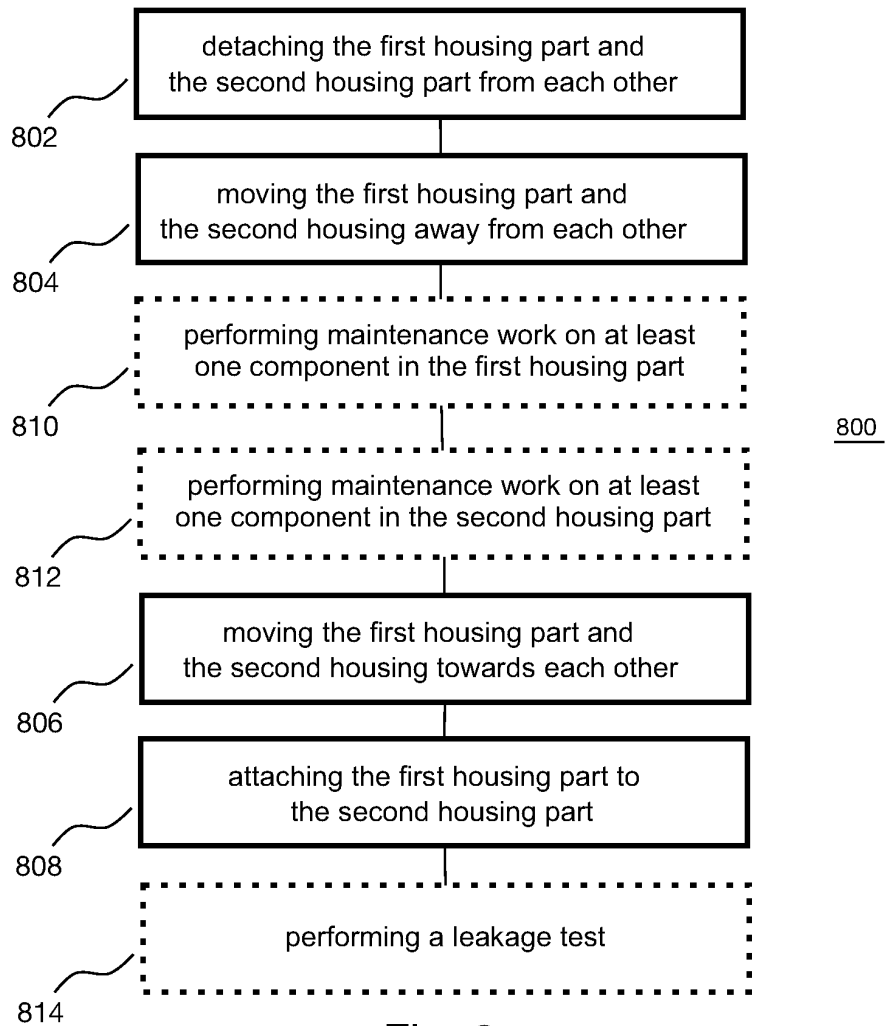 detaching the first housing part and
the second housing part from each other
802
moving the first housing part and
the second housing away from each other
804
performing maintenance work on at least
one component in the first housing part
810
800
performing maintenance work on at least
one component in the second housing part
812
moving the first housing part and
the second housing towards each other
806
attaching the first housing part to
the second housing part
808
performing a leakage test
814